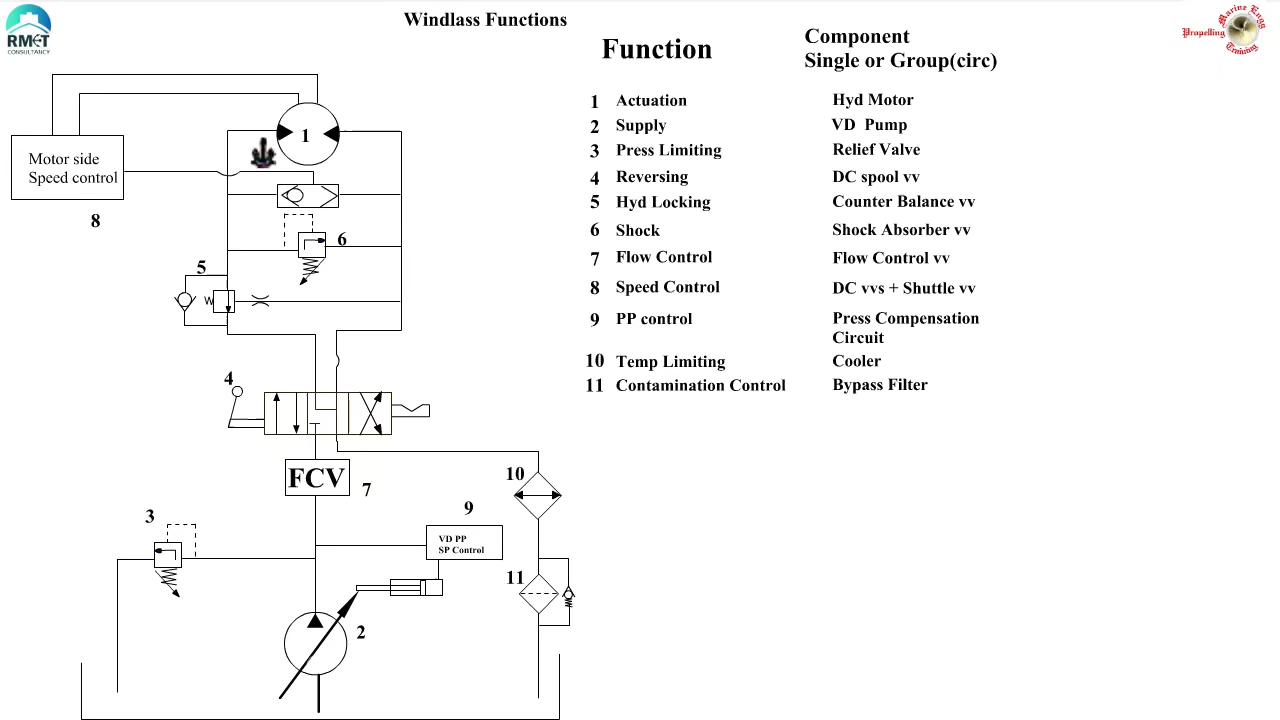 Windlass Functions
RMET
CONSULTANCY
Marine Engg
Propelling
Training
Function
Component
Single or Group(circ)
1 Actuation Hyd Motor
2 Supply VD Pump
3 Press Limiting Relief Valve
4 Reversing DC spool vv
5 Hyd Locking Counter Balance vv
6 Shock Shock Absorber vv
7 Flow Control Flow Control vv
8 Speed Control DC vvs + Shuttle vv
9 PP control Press Compensation
Circuit
10 Temp Limiting Cooler
11 Contamination Control Bypass Filter
1
Motor side
Speed control
8
6
5
W
4
FCV
7
10
9
3
VD PP
SP Control
11
2